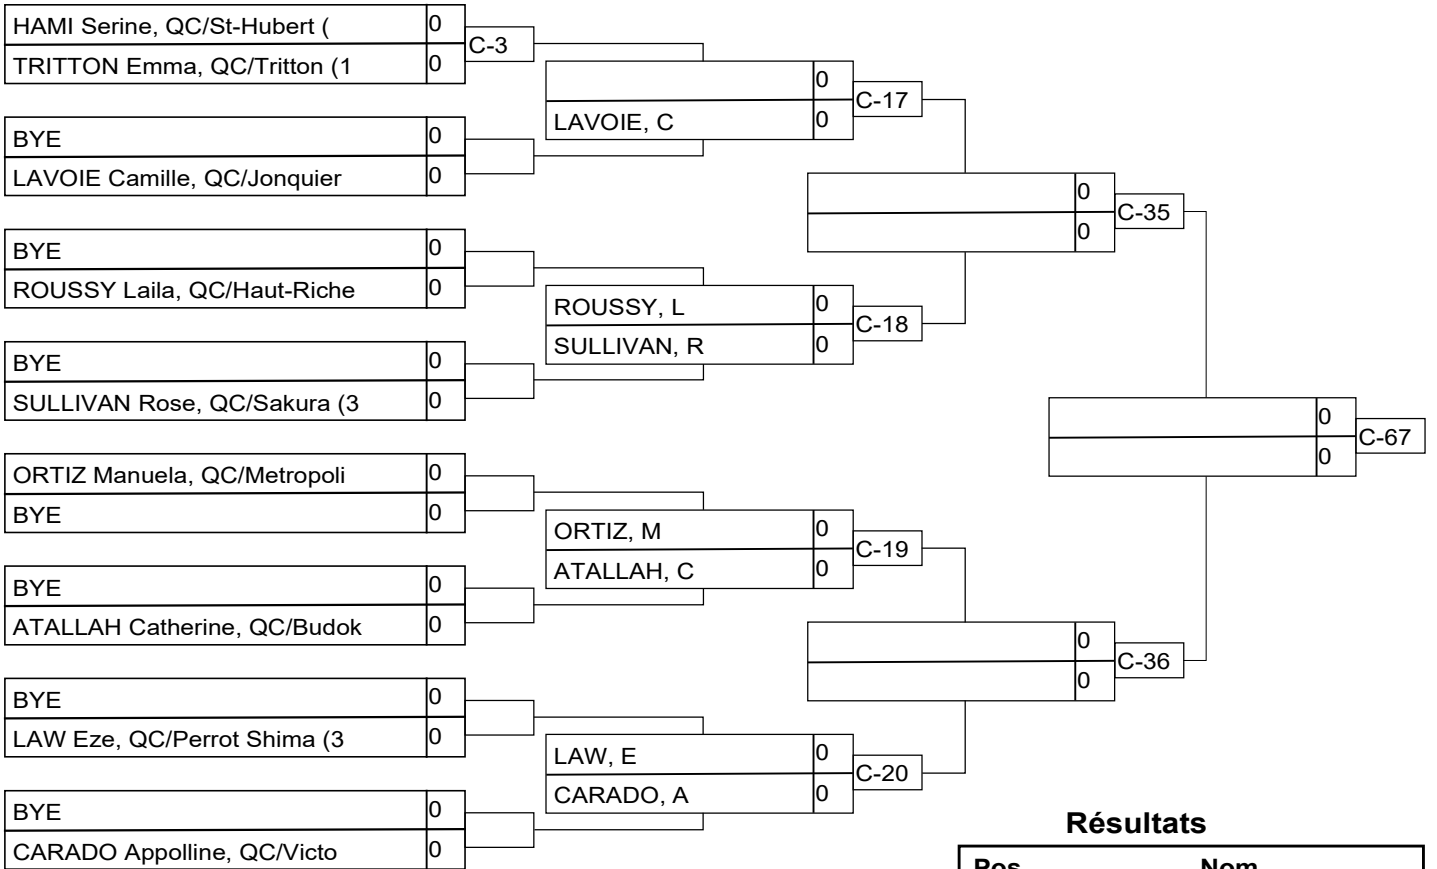 HAMI Serine, QC/St-Hubert ( 0
TRITTON Emma, QC/Tritton (1 0
C-3
BYE 0
LAVOIE Camille, QC/Jonquier 0
BYE 0
ROUSSY Laila, QC/Haut-Riche 0
BYE 0
SULLIVAN Rose, QC/Sakura (3 0
ORTIZ Manuela, QC/Metropoli 0
BYE 0
BYE 0
ATALLAH Catherine, QC/Budok 0
BYE 0
LAW Eze, QC/Perrot Shima (3 0
BYE 0
CARADO Appolline, QC/Victo 0
0
LAVOIE, C 0
C-17
ROUSSY, L 0
SULLIVAN, R 0
C-18
ORTIZ, M 0
ATALLAH, C 0
C-19
LAW, E 0
CARADO, A 0
C-20
0
0
C-35
0
0
C-36
0
0
C-67
Résultats
Pos Nom